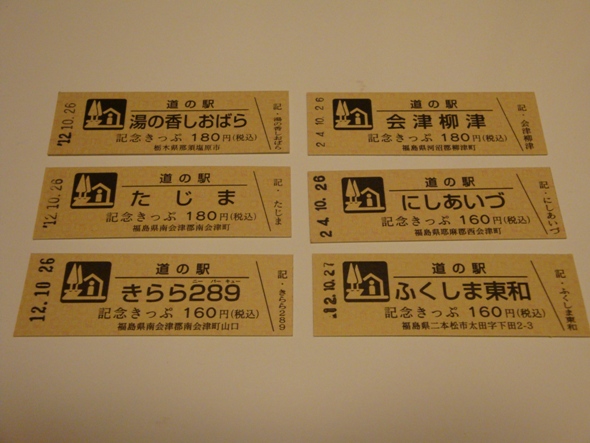 '12.10.26
道の駅
湯の香しおばら
記念きっぷ 180円(税込)
栃木県那須塩原市
記・湯の香しおばら
24.10.26
道の駅
会津柳津
記念きっぷ 180円(税込)
福島県河沼郡柳津町
記・会津柳津
'12.10.26
道の駅
たじま
記念きっぷ 180円(税込)
福島県南会津郡南会津町
記・たじま
24.10.26
道の駅
にしあいづ
記念きっぷ 160円(税込)
福島県耶麻郡西会津町
記・にしあいづ
12.10 26
道の駅
ニー パー キュー
きらら289
記念きっぷ 160円(税込)
福島県南会津郡南会津町山口
記・きらら289
12.10.27
道の駅
ふくしま東和
記念きっぷ 160円(税込)
福島県二本松市太田字下田2-3
記・ふくしま東和